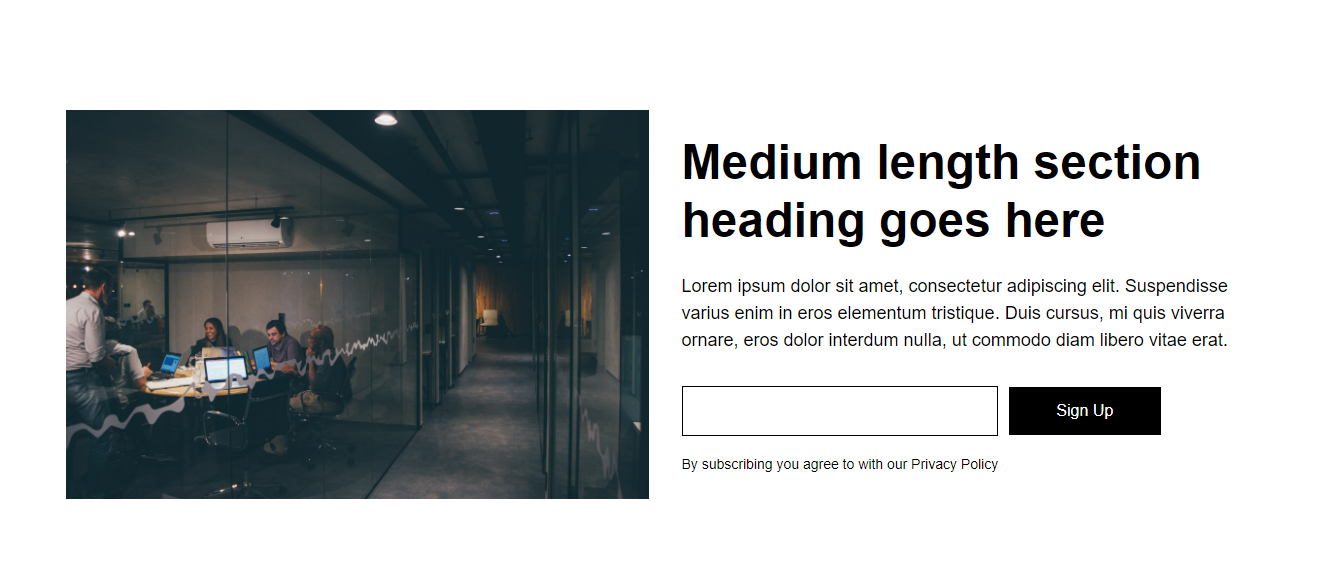 Medium length section
heading goes here
Lorem ipsum dolor sit amet, consectetur adipiscing elit. Suspendisse
varius enim in eros elementum tristique. Duis cursus, mi quis viverra
ornare, eros dolor interdum nulla, ut commodo diam libero vitae erat.
Sign Up
By subscribing you agree to with our Privacy Policy